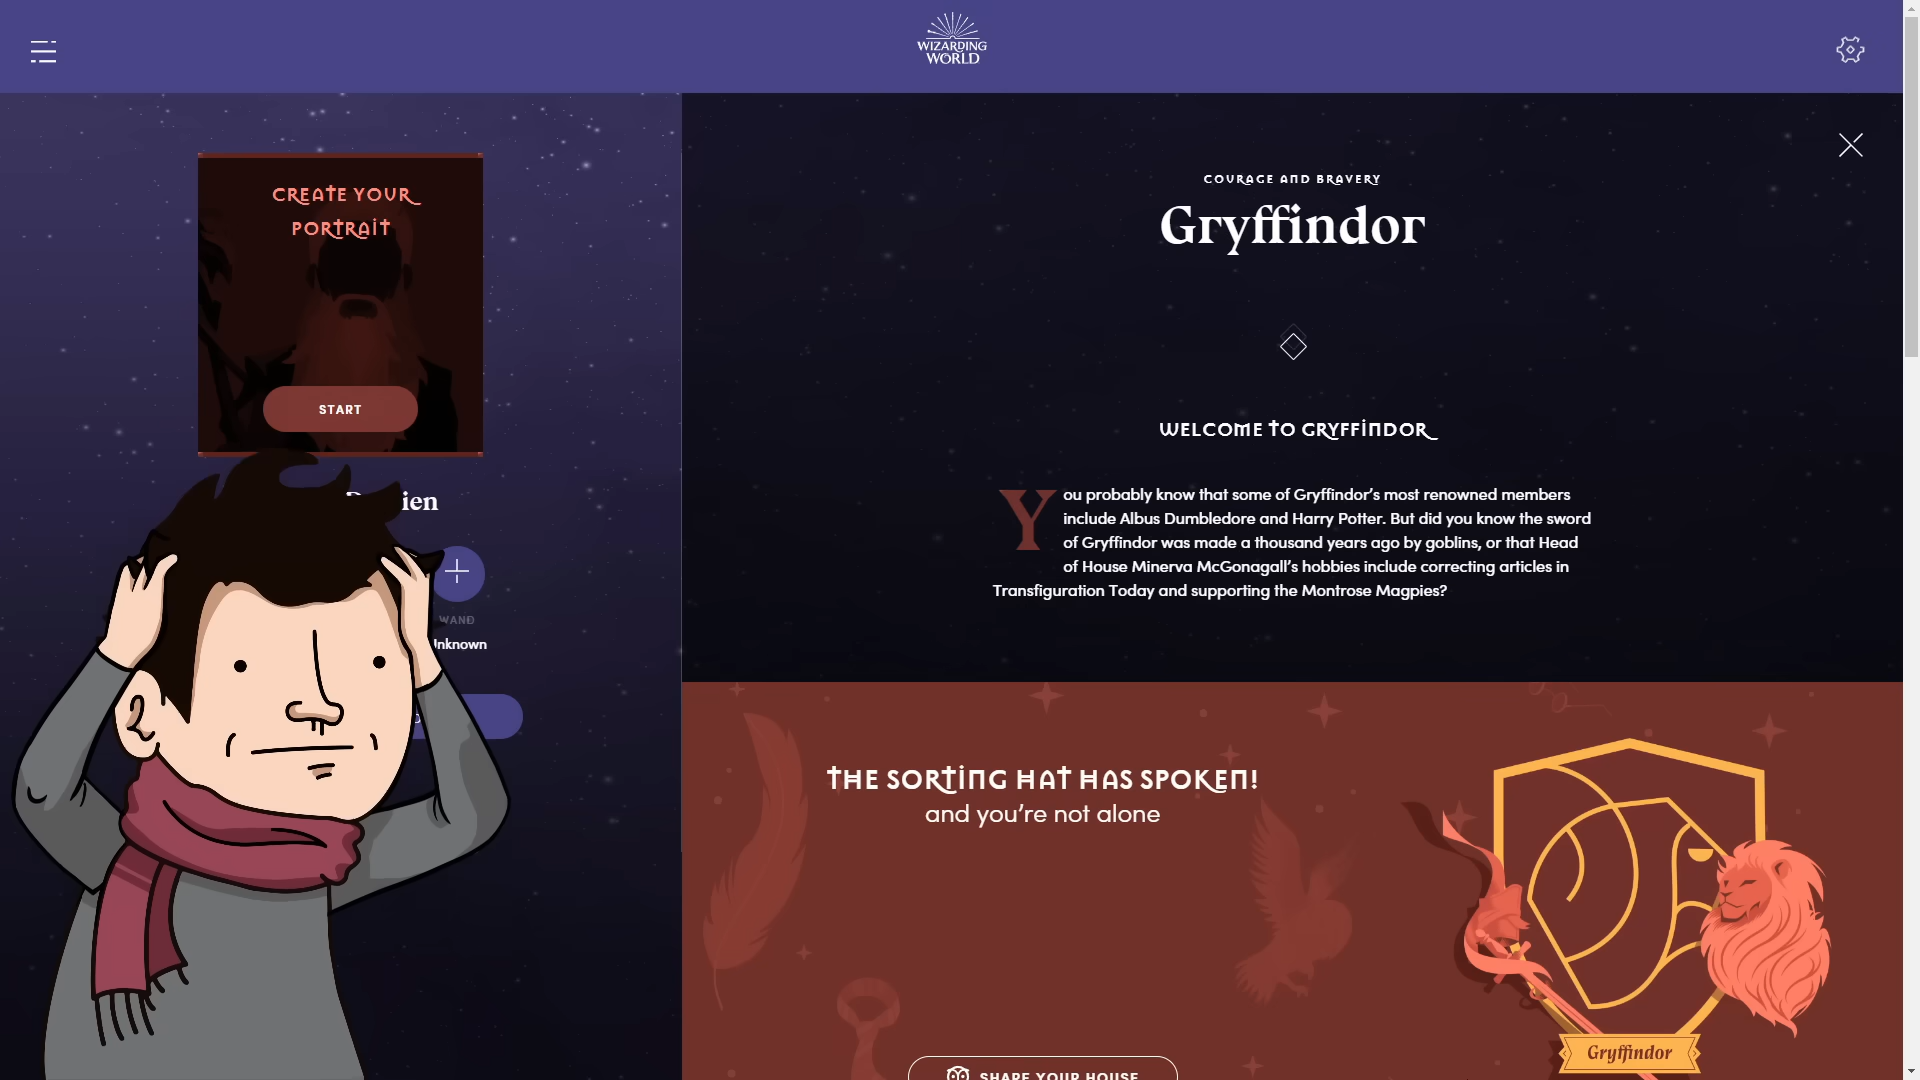 WIZARDING
WORLD
CREATE YOUR
PORTRAIT
START
WAND
COURAGE AND BRAVERY
Gryffindor
WELCOME TO GRYFFINDOR
You probably know that some of Gryffindor’s most renowned members
include Albus Dumbledore and Harry Potter. But did you know the sword
of Gryffindor was made a thousand years ago by goblins, or that Head
of House Minerva McGonagall’s hobbies include correcting articles in
Transfiguration Today and supporting the Montrose Magpies?
THE SORTING HAT HAS SPOKEN!
and you’re not alone
Gryffindor
SHARE YOUR HOUSE